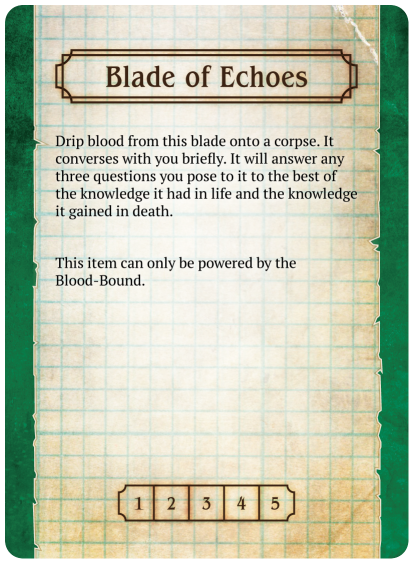 Blade of Echoes
Drip blood from this blade onto a corpse. It
converses with you briefly. It will answer any
three questions you pose to it to the best of
the knowledge it had in life and the knowledge
it gained in death.
This item can only be powered by the
Blood-Bound.
1 2 3 4 5